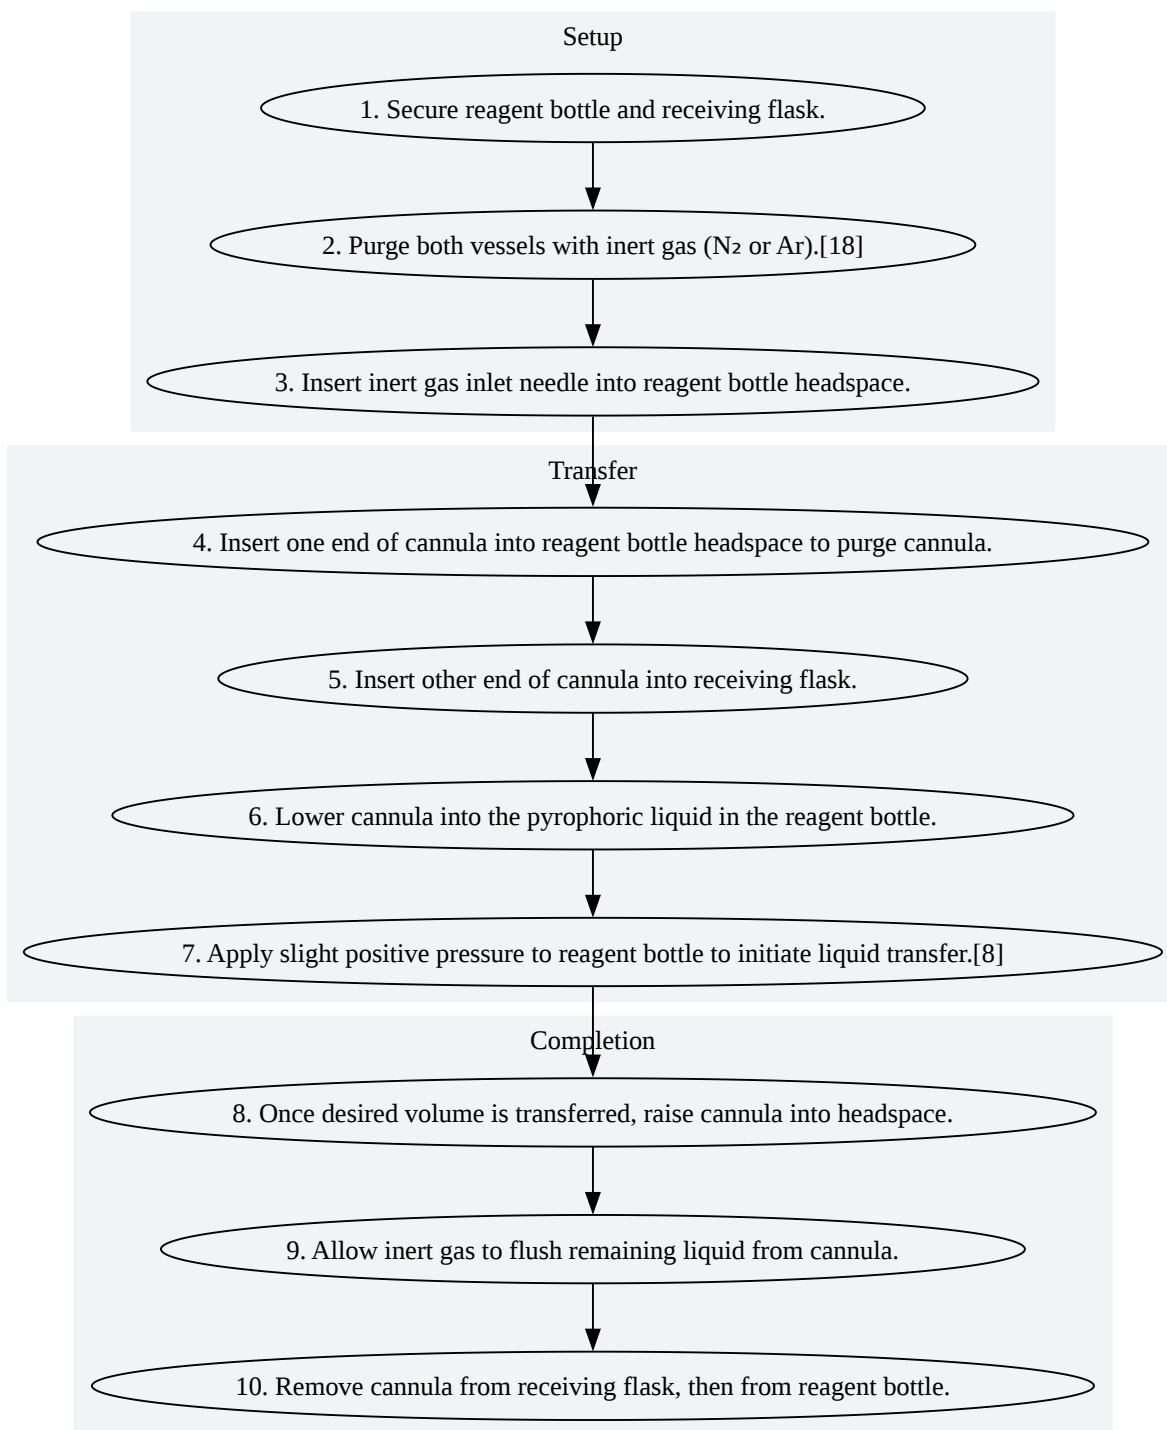 Setup
1. Secure reagent bottle and receiving flask.
2. Purge both vessels with inert gas (N₂ or Ar).[18]
3. Insert inert gas inlet needle into reagent bottle headspace.
Transfer
4. Insert one end of cannula into reagent bottle headspace to purge cannula.
5. Insert other end of cannula into receiving flask.
6. Lower cannula into the pyrophoric liquid in the reagent bottle.
7. Apply slight positive pressure to reagent bottle to initiate liquid transfer.[8]
Completion
8. Once desired volume is transferred, raise cannula into headspace.
9. Allow inert gas to flush remaining liquid from cannula.
10. Remove cannula from receiving flask, then from reagent bottle.